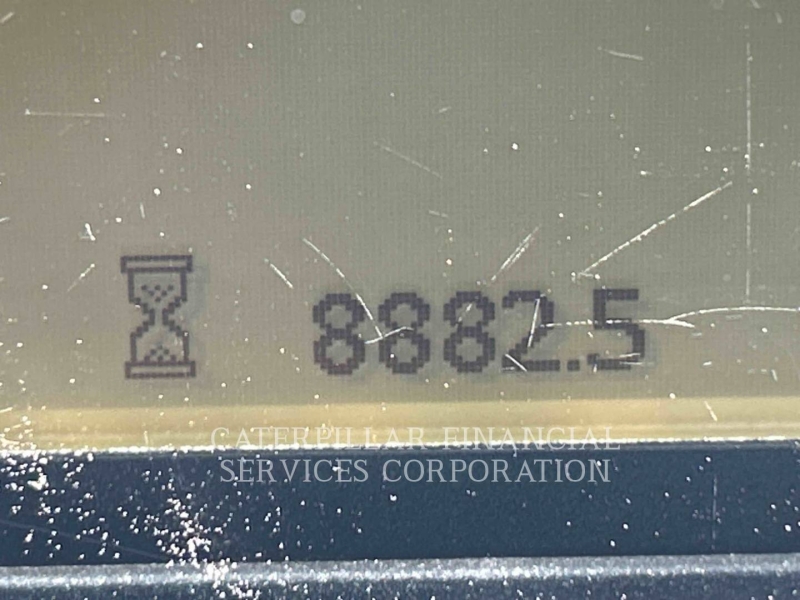 8882.5
CATERPILLAR FINANCIAL
SERVICES CORPORATION